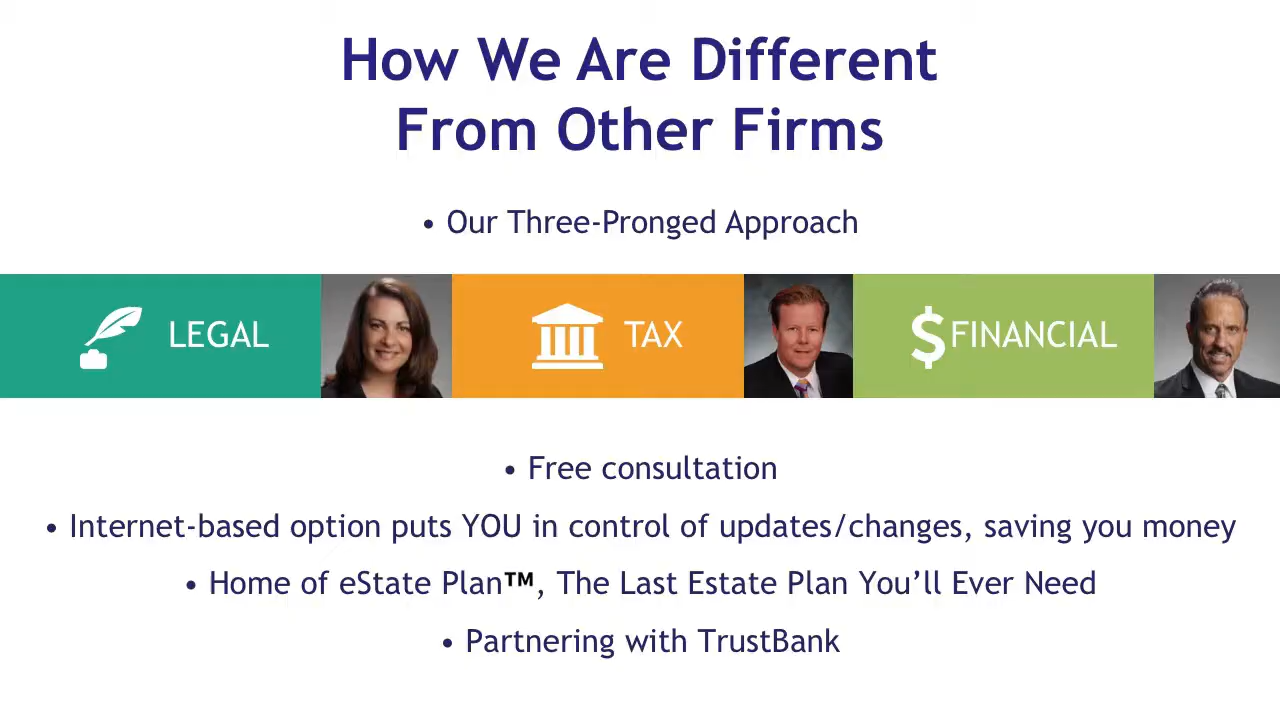 How We Are Different
From Other Firms
• Our Three-Pronged Approach
LEGAL
TAX
$FINANCIAL
• Free consultation
• Internet-based option puts YOU in control of updates/changes, saving you money
• Home of eState Plan™, The Last Estate Plan You’ll Ever Need
• Partnering with TrustBank